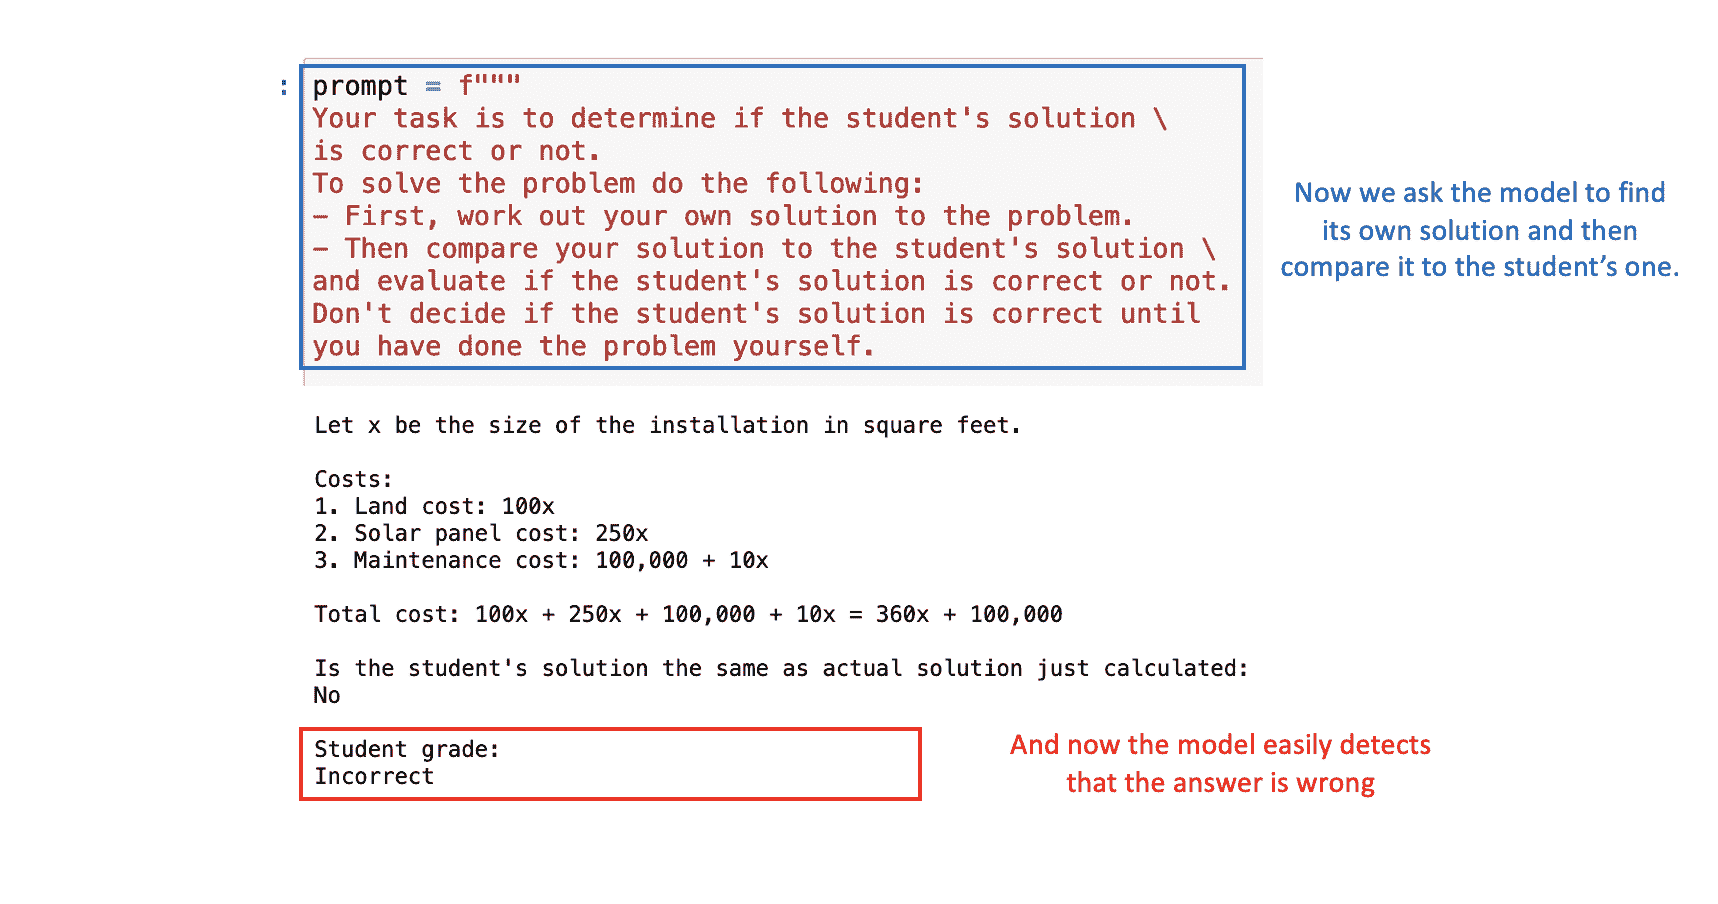 : prompt = f"""
Your task is to determine if the student's solution \
is correct or not.
To solve the problem do the following:
– First, work out your own solution to the problem.
– Then compare your solution to the student's solution \
and evaluate if the student's solution is correct or not.
Don't decide if the student's solution is correct until
you have done the problem yourself.
Now we ask the model to find
its own solution and then
compare it to the student’s one.
Let x be the size of the installation in square feet.
Costs:
1. Land cost: 100x
2. Solar panel cost: 250x
3. Maintenance cost: 100,000 + 10x
Total cost: 100x + 250x + 100,000 + 10x = 360x + 100,000
Is the student's solution the same as actual solution just calculated:
No
Student grade:
Incorrect
And now the model easily detects
that the answer is wrong